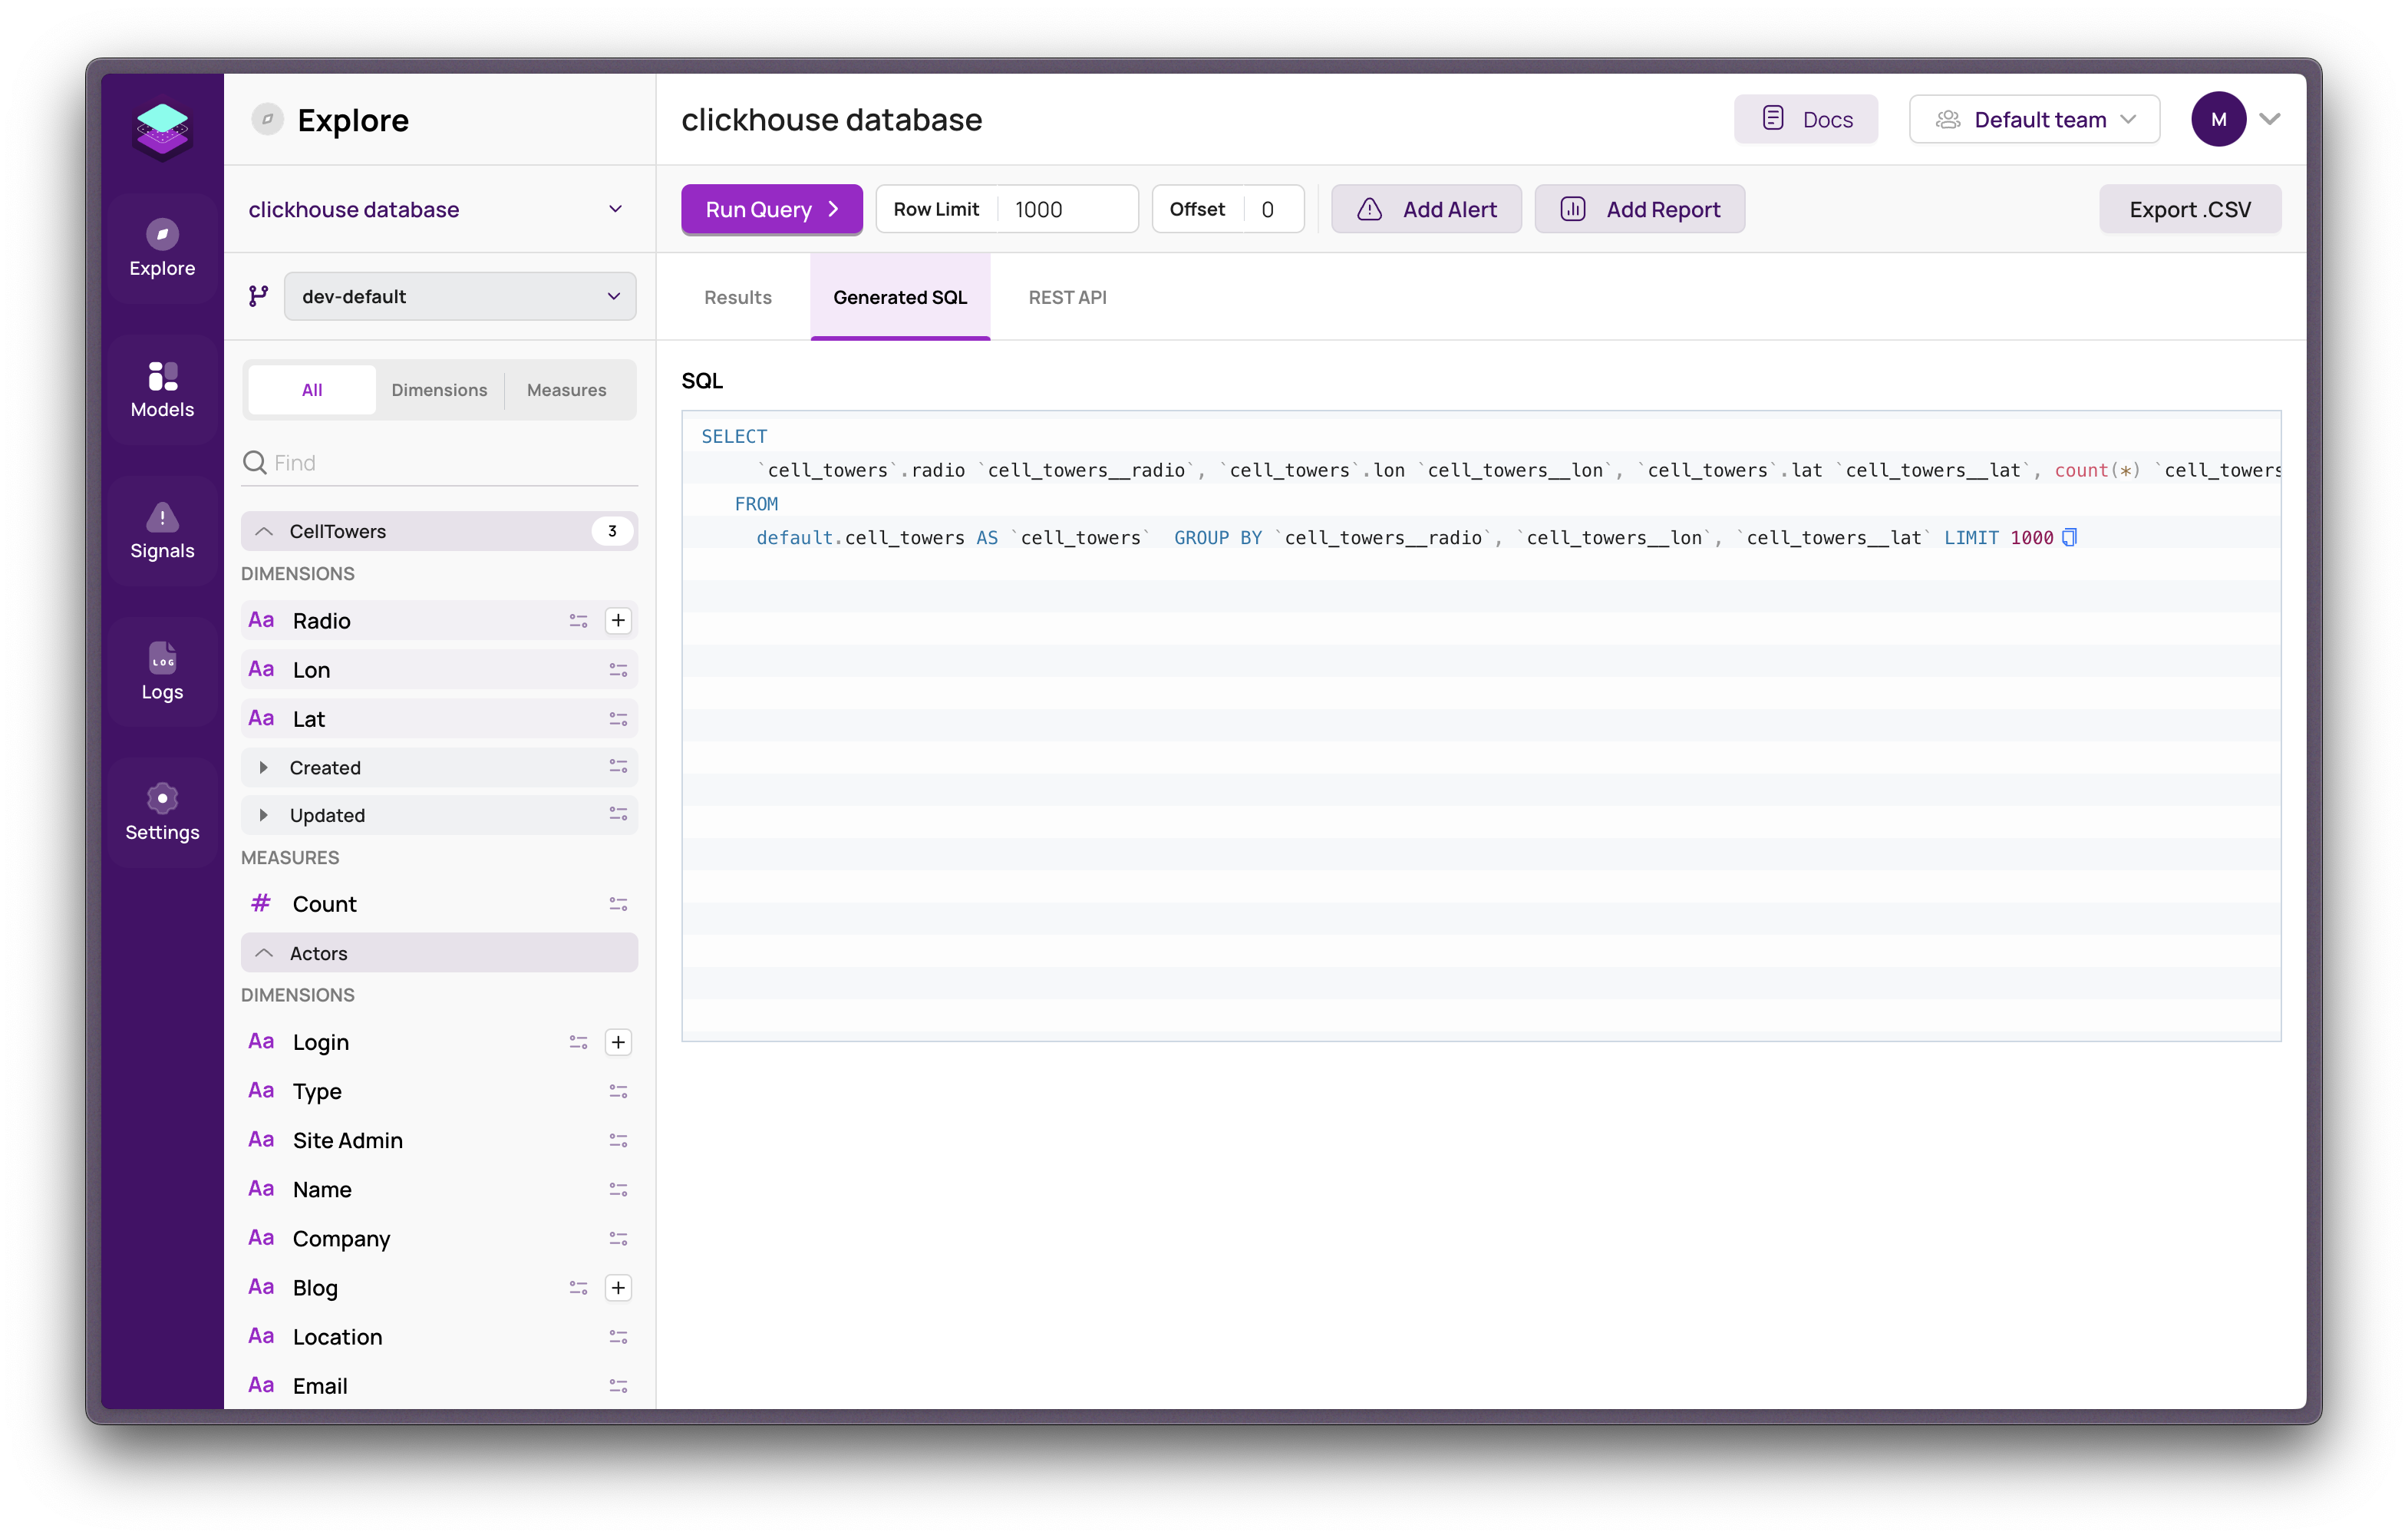 Explore
Models
Signals
LOG
Logs
Settings
Explore
clickhouse database
dev-default
All Dimensions Measures
Find
CellTowers 3
DIMENSIONS
Aa Radio
Aa Lon
Aa Lat
Created
Updated
MEASURES
# Count
Actors
DIMENSIONS
Aa Login
Aa Type
Aa Site Admin
Aa Name
Aa Company
Aa Blog
Aa Location
Aa Email
clickhouse database
Docs
Default team
M
Run Query
Row Limit 1000
Offset 0
Add Alert
Add Report
Export .CSV
Results
Generated SQL
REST API
SQL
SELECT
`cell_towers`.radio `cell_towers__radio`, `cell_towers`.lon `cell_towers__lon`, `cell_towers`.lat `cell_towers__lat`, count(*) `cell_towers
FROM
default.cell_towers AS `cell_towers`  GROUP BY `cell_towers__radio`, `cell_towers__lon`, `cell_towers__lat` LIMIT 1000